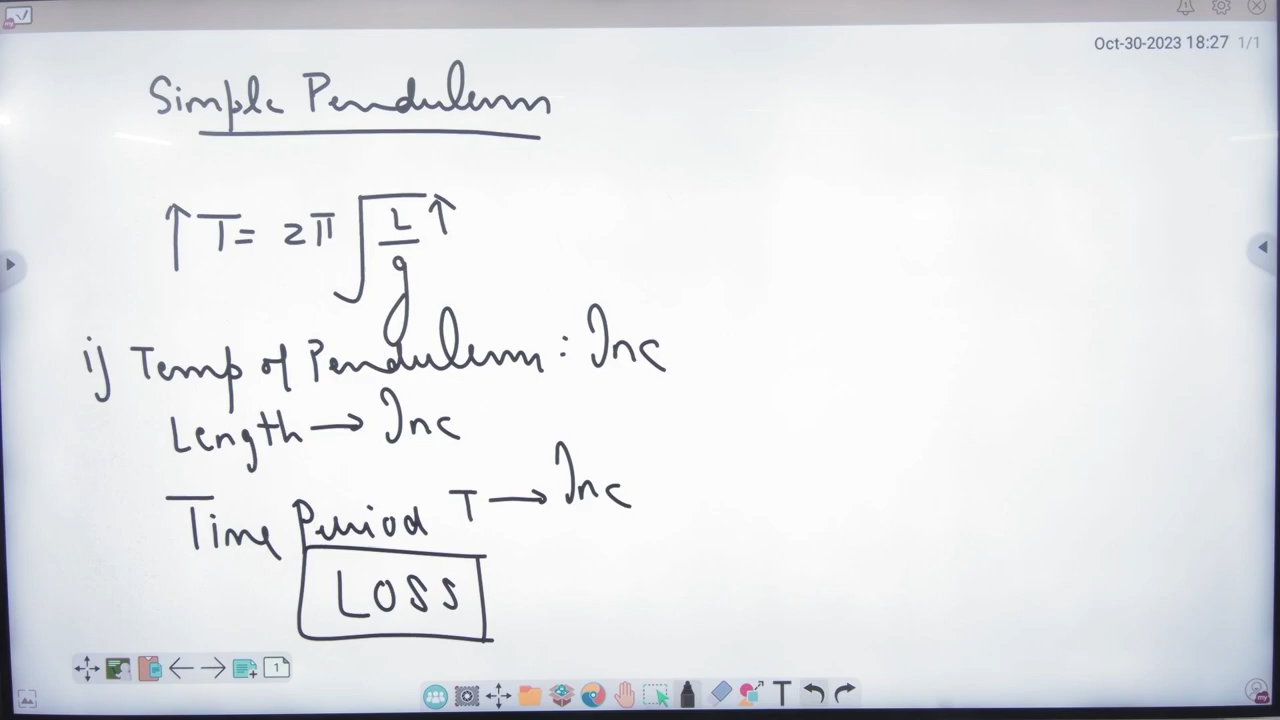 Oct-30-2023 18:27 1/1
Simple Pendulum
↑ T = 2π √(L/g) ↑
i) Temp of Pendulum : Inc
Length → Inc
Time Period T → Inc
LOSS
1
T